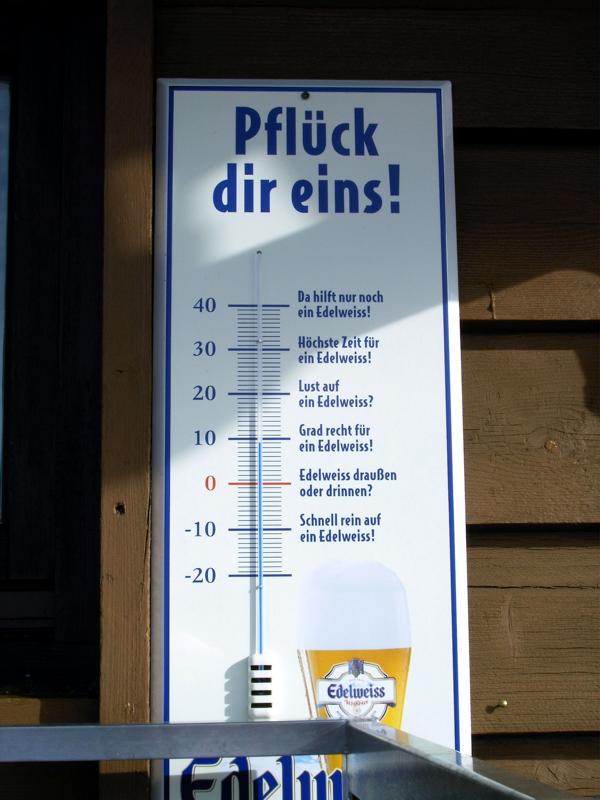 Pflück
dir eins!
40
Da hilft nur noch
ein Edelweiss!
30
Höchste Zeit für
ein Edelweiss!
20
Lust auf
ein Edelweiss?
10
Grad recht für
ein Edelweiss!
0
Edelweiss draußen
oder drinnen?
-10
Schnell rein auf
ein Edelweiss!
-20
Edelweiss